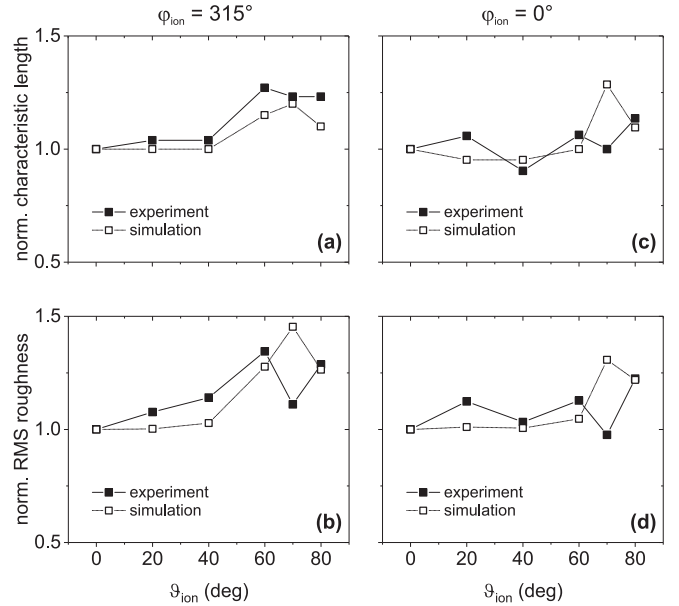 φion = 315°
φion = 0°
1.5
1.0
0.5
norm. characteristic length
experiment
simulation
(a)
experiment
simulation
(c)
1.5
1.0
0.5
norm. RMS roughness
experiment
simulation
(b)
experiment
simulation
(d)
0 20 40 60 80
0 20 40 60 80
ϑion (deg)
ϑion (deg)